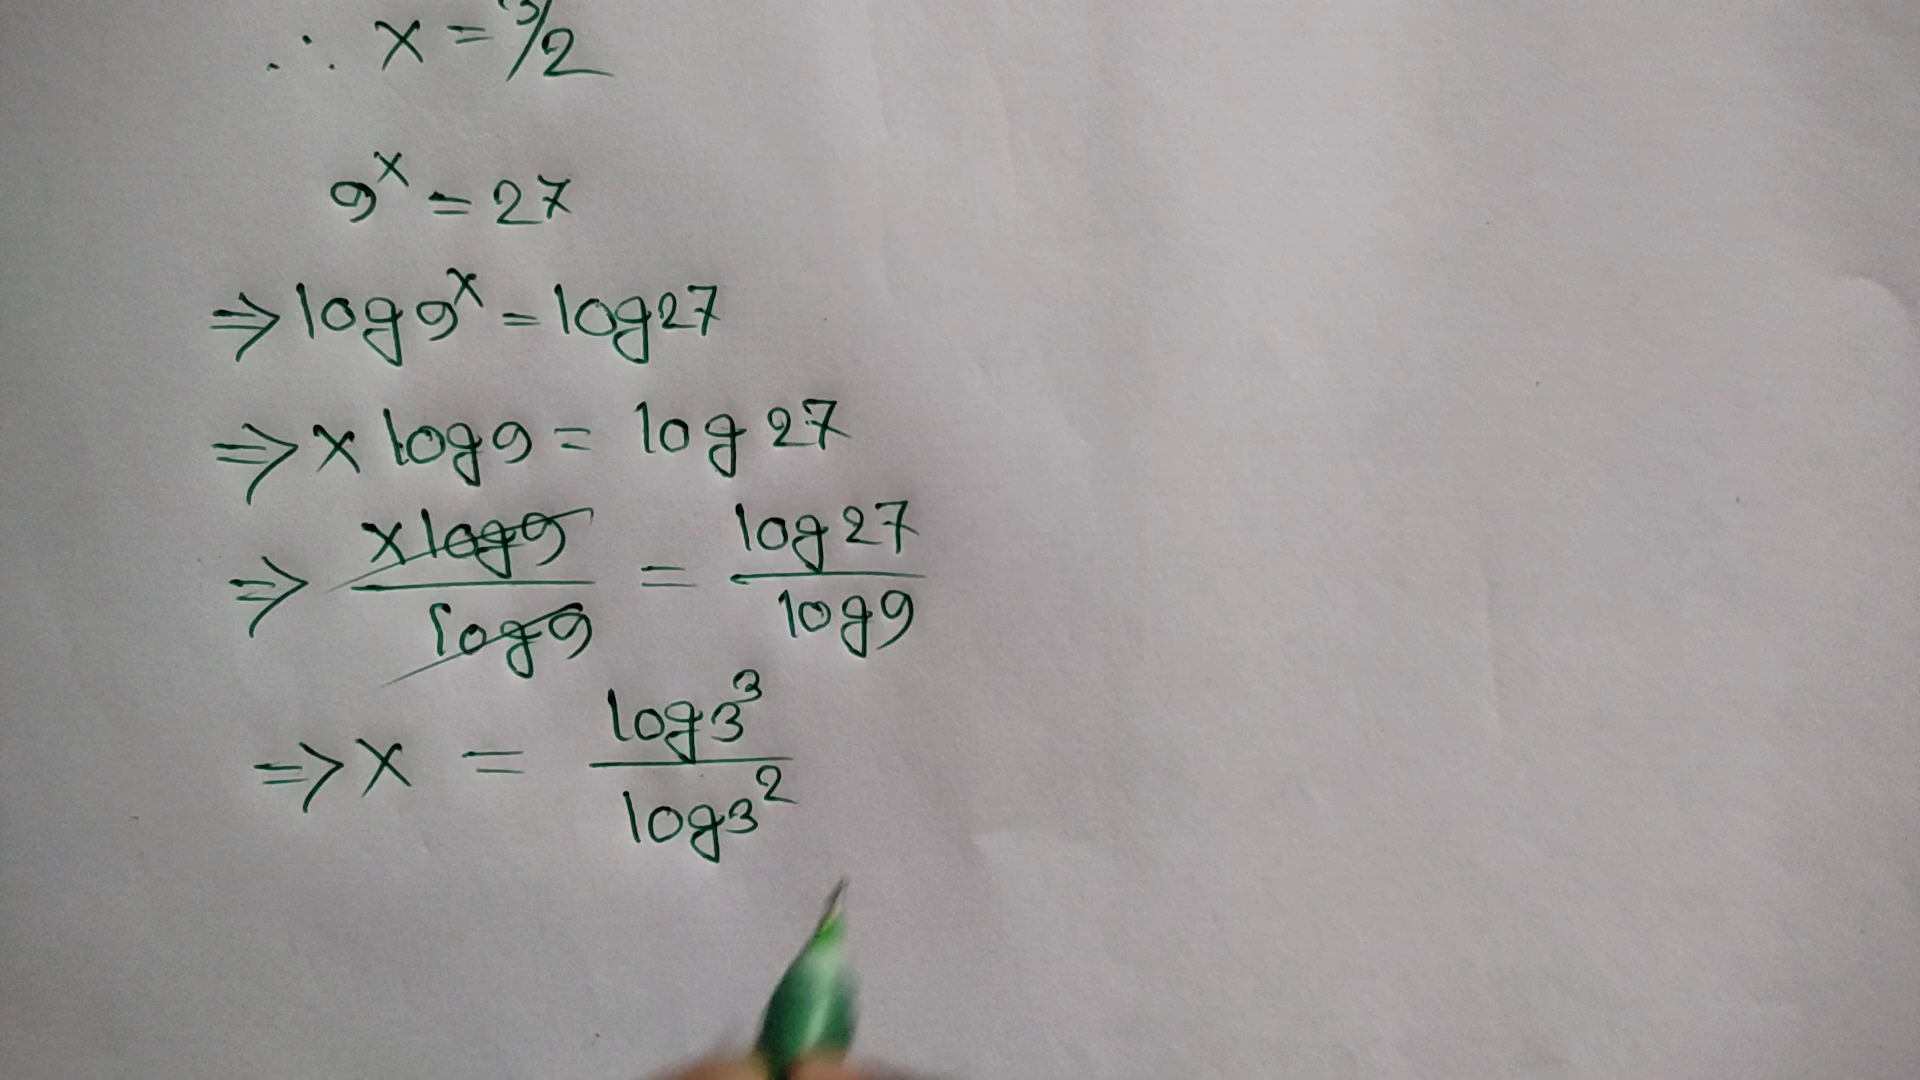 ∴ x = 3/2
9^x = 27
⇒ log 9^x = log 27
⇒ x log 9 = log 27
⇒ x log 9 / log 9 = log 27 / log 9
⇒ x = log 3^3 / log 3^2